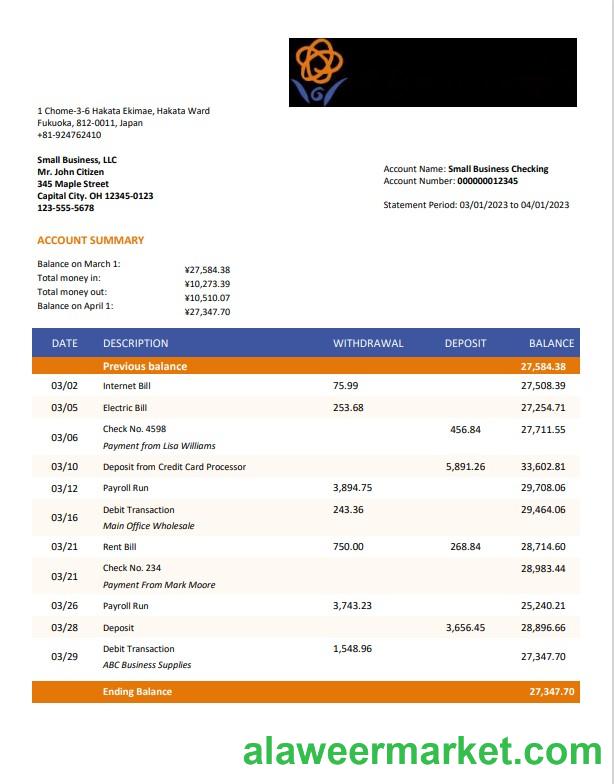 1 Chome-3-6 Hakata Ekimae, Hakata Ward
Fukuoka, 812-0011, Japan
+81-924762410
Small Business, LLC
Mr. John Citizen
345 Maple Street
Capital City. OH 12345-0123
123-555-5678
Account Name: Small Business Checking
Account Number: 000000012345
Statement Period: 03/01/2023 to 04/01/2023
ACCOUNT SUMMARY
Balance on March 1: ¥27,584.38
Total money in: ¥10,273.39
Total money out: ¥10,510.07
Balance on April 1: ¥27,347.70
DATE DESCRIPTION WITHDRAWAL DEPOSIT BALANCE
Previous balance 27,584.38
03/02 Internet Bill 75.99 27,508.39
03/05 Electric Bill 253.68 27,254.71
03/06 Check No. 4598 456.84 27,711.55
Payment from Lisa Williams
03/10 Deposit from Credit Card Processor 5,891.26 33,602.81
03/12 Payroll Run 3,894.75 29,708.06
03/16 Debit Transaction 243.36 29,464.06
Main Office Wholesale
03/21 Rent Bill 750.00 268.84 28,714.60
03/21 Check No. 234 28,983.44
Payment From Mark Moore
03/26 Payroll Run 3,743.23 25,240.21
03/28 Deposit 3,656.45 28,896.66
03/29 Debit Transaction 1,548.96 27,347.70
ABC Business Supplies
Ending Balance 27,347.70
alaweermarket.com